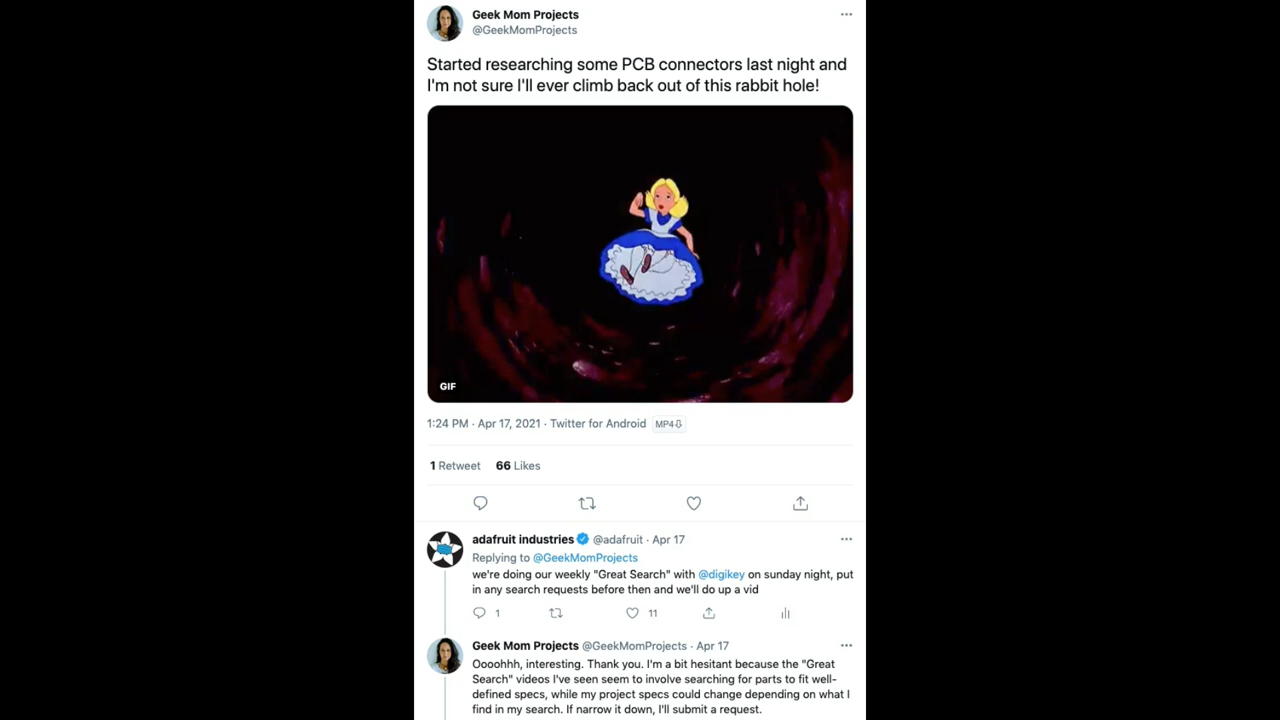 Geek Mom Projects
@GeekMomProjects
Started researching some PCB connectors last night and
I'm not sure I'll ever climb back out of this rabbit hole!
GIF
1:24 PM · Apr 17, 2021 · Twitter for Android MP4
1 Retweet 66 Likes
adafruit industries @adafruit · Apr 17
Replying to @GeekMomProjects
we're doing our weekly "Great Search" with @digikey on sunday night, put
in any search requests before then and we'll do up a vid
1 11
Geek Mom Projects @GeekMomProjects · Apr 17
Oooohhh, interesting. Thank you. I'm a bit hesitant because the "Great
Search" videos I've seen seem to involve searching for parts to fit well-
defined specs, while my project specs could change depending on what I
find in my search. If narrow it down, I'll submit a request.